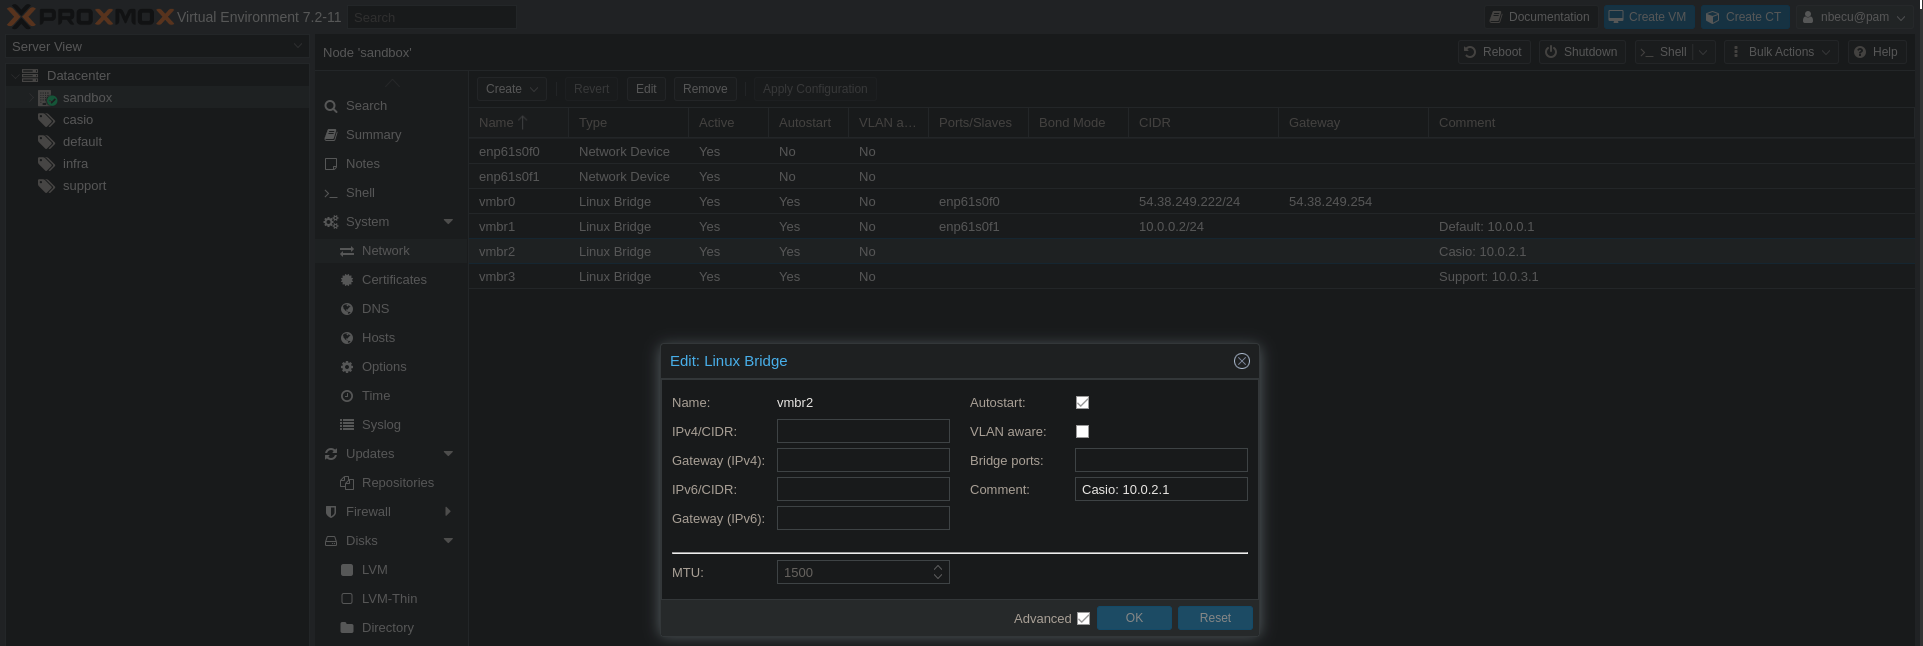 PROXMOX Virtual Environment 7.2-11 Search Documentation Create VM Create CT nbecu@pam
Server View
Datacenter
sandbox
casio
default
infra
support
Node 'sandbox' Reboot Shutdown Shell Bulk Actions Help
Search
Summary
Notes
Shell
System
Network
Certificates
DNS
Hosts
Options
Time
Syslog
Updates
Repositories
Firewall
Disks
LVM
LVM-Thin
Directory
Create Revert Edit Remove Apply Configuration
Name Type Active Autostart VLAN a... Ports/Slaves Bond Mode CIDR Gateway Comment
enp61s0f0 Network Device Yes No No
enp61s0f1 Network Device Yes No No
vmbr0 Linux Bridge Yes Yes No enp61s0f0 54.38.249.222/24 54.38.249.254
vmbr1 Linux Bridge Yes Yes No enp61s0f1 10.0.0.2/24 Default: 10.0.0.1
vmbr2 Linux Bridge Yes Yes No Casio: 10.0.2.1
vmbr3 Linux Bridge Yes Yes No Support: 10.0.3.1
Edit: Linux Bridge
Name: vmbr2 Autostart:
IPv4/CIDR: VLAN aware:
Gateway (IPv4): Bridge ports:
IPv6/CIDR: Comment: Casio: 10.0.2.1
Gateway (IPv6):
MTU: 1500
Advanced OK Reset